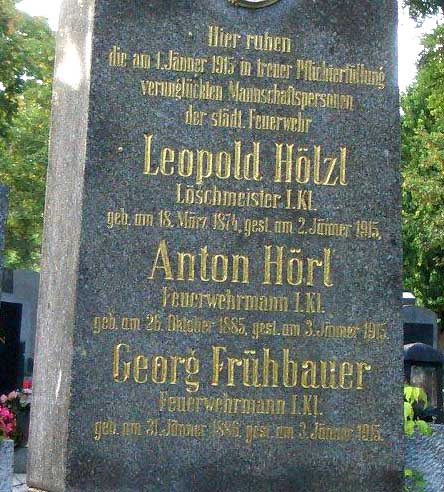 Hier ruhen
die am 1. Jänner 1915 in treuer Pflichterfüllung
verunglückten Mannschaftspersonen
der städt. Feuerwehr
Leopold Hölzl
Löschmeister I. Kl.
geb. am 18. März 1874, gest. am 2. Jänner 1915.
Anton Hörl
Feuerwehrmann I. Kl.
geb. am 26. Oktober 1885, gest. am 3. Jänner 1915.
Georg Frühbauer
Feuerwehrmann I. Kl.
geb. am 31. Jänner 1886, gest. am 3. Jänner 1915.